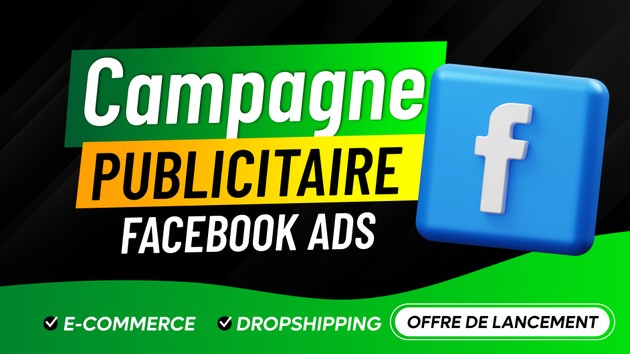 Campagne
PUBLICITAIRE
FACEBOOK ADS
f
E-COMMERCE DROPSHIPPING OFFRE DE LANCEMENT